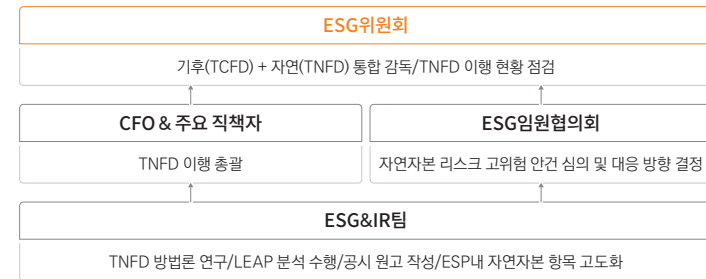 ESG위원회
기후(TCFD) + 자연(TNFD) 통합 감독/TNFD 이행 현황 점검
CFO & 주요 직책자
TNFD 이행 총괄
ESG임원협의회
자연자본 리스크 고위험 안건 심의 및 대응 방향 결정
ESG&IR팀
TNFD 방법론 연구/LEAP 분석 수행/공시 원고 작성/ESP내 자연자본 항목 고도화